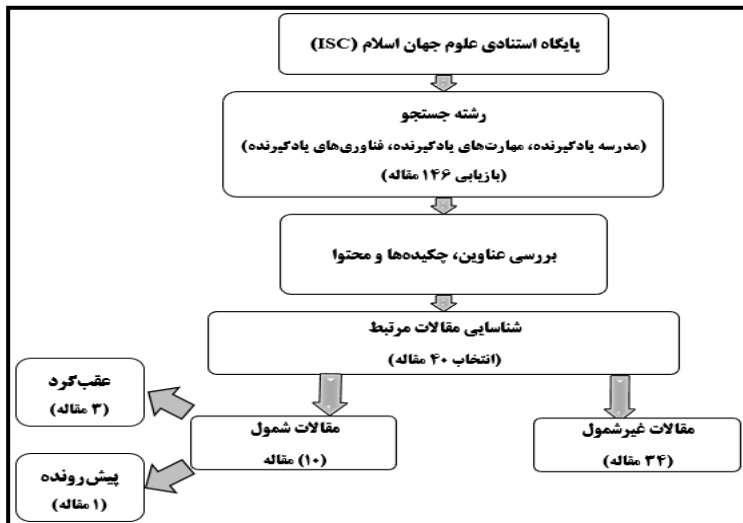 پایگاه استنادی علوم جهان اسلام (ISC)
رشته جستجو
(مدرسه یادگیرنده، مهارت‌های یادگیرنده، فناوری‌های یادگیرنده)
(بازیابی ۱۴۶ مقاله)
بررسی عناوین، چکیده‌ها و محتوا
شناسایی مقالات مرتبط
(انتخاب ۴۰ مقاله)
مقالات غیرشمول
(۳۴ مقاله)
مقالات شمول
(۱۰) مقاله
عقب‌گرد
(۳ مقاله)
پیش‌رونده
(۱ مقاله)